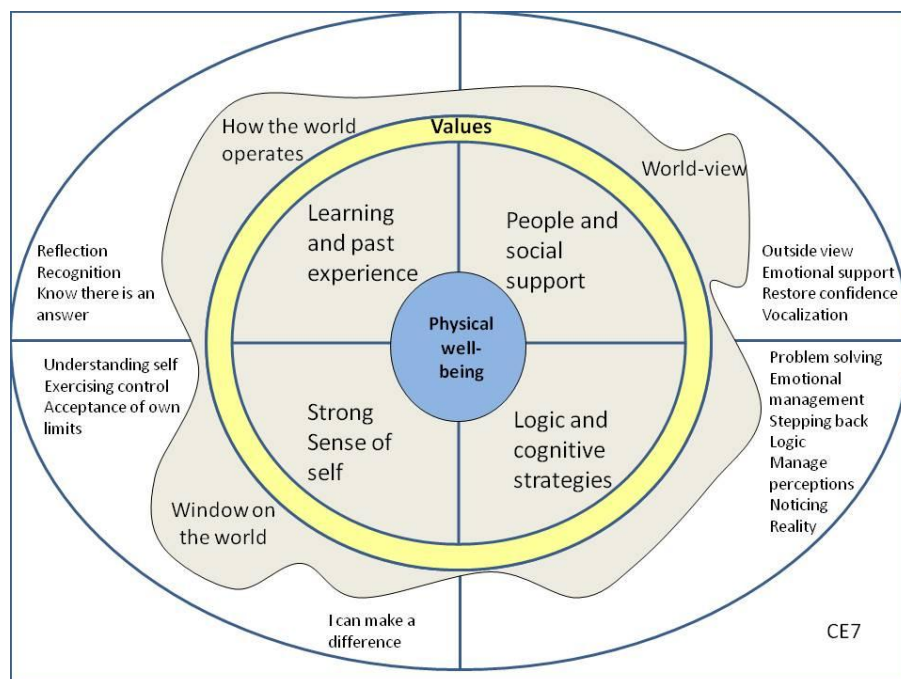 How the world
operates
Values
World-view
Learning
and past
experience
People and
social
support
Reflection
Recognition
Know there is an
answer
Outside view
Emotional support
Restore confidence
Vocalization
Physical
well-
being
Understanding self
Exercising control
Acceptance of own
limits
Strong
Sense of
self
Logic and
cognitive
strategies
Problem solving
Emotional
management
Stepping back
Logic
Manage
perceptions
Noticing
Reality
Window on
the world
I can make a
difference
CE7